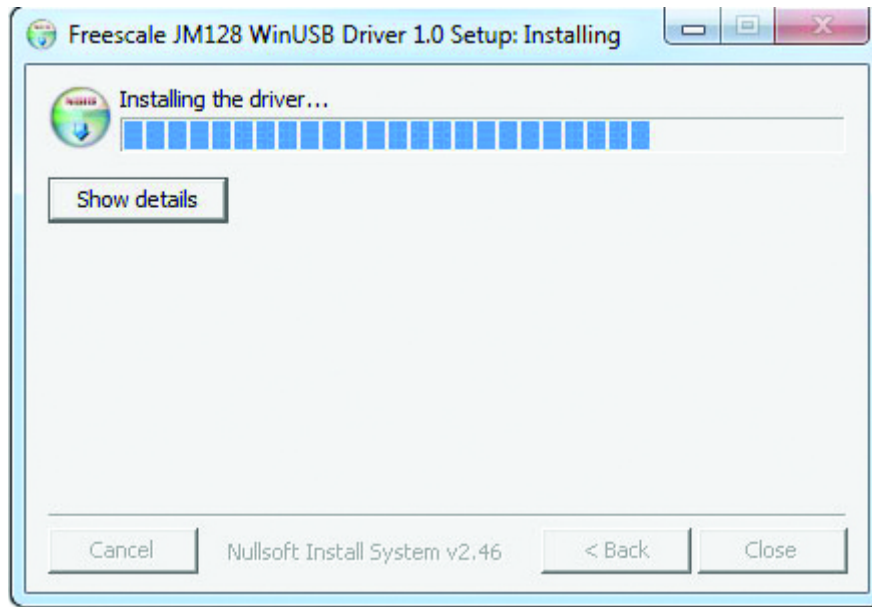 Freescale JM128 WinUSB Driver 1.0 Setup: Installing
Installing the driver...
Show details
Cancel
Nullsoft Install System v2.46
< Back
Close